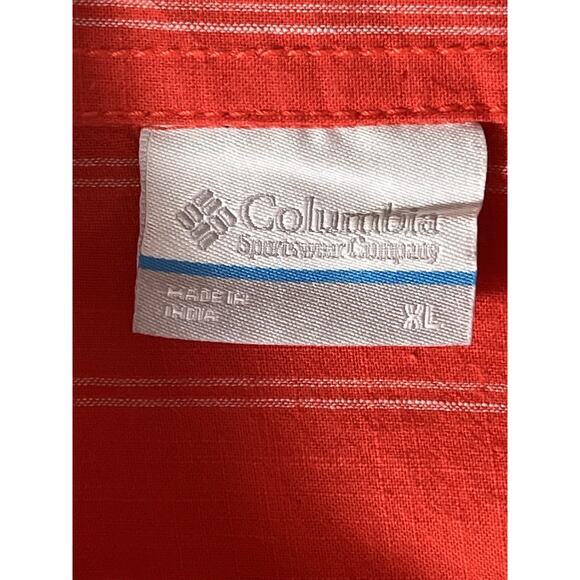 Columbia
Sportswear Company
MADE IN
INDIA
XL